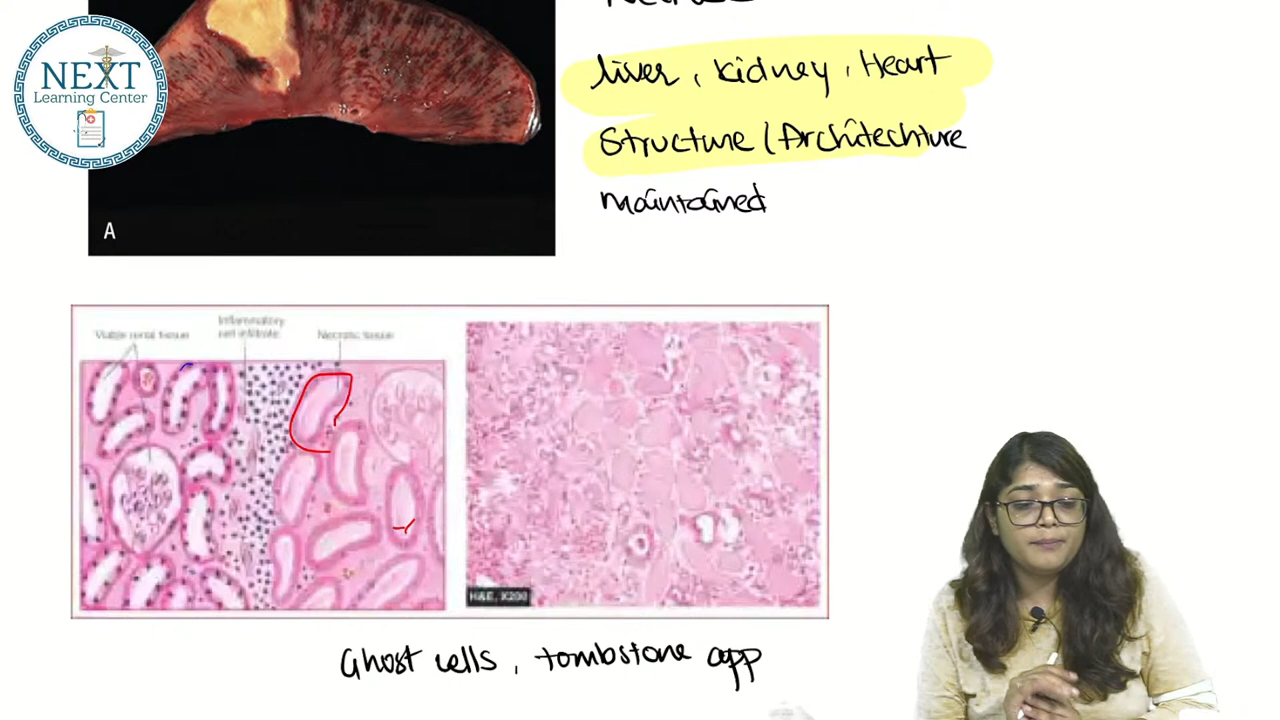 NEXT
Learning Center
liver, kidney, Heart
Structure / Architechture
maintained
A
Viable renal tissue
Inflammatory
cell infiltrate
Necrotic tissue
H&E, X200
Ghost cells, tombstone app